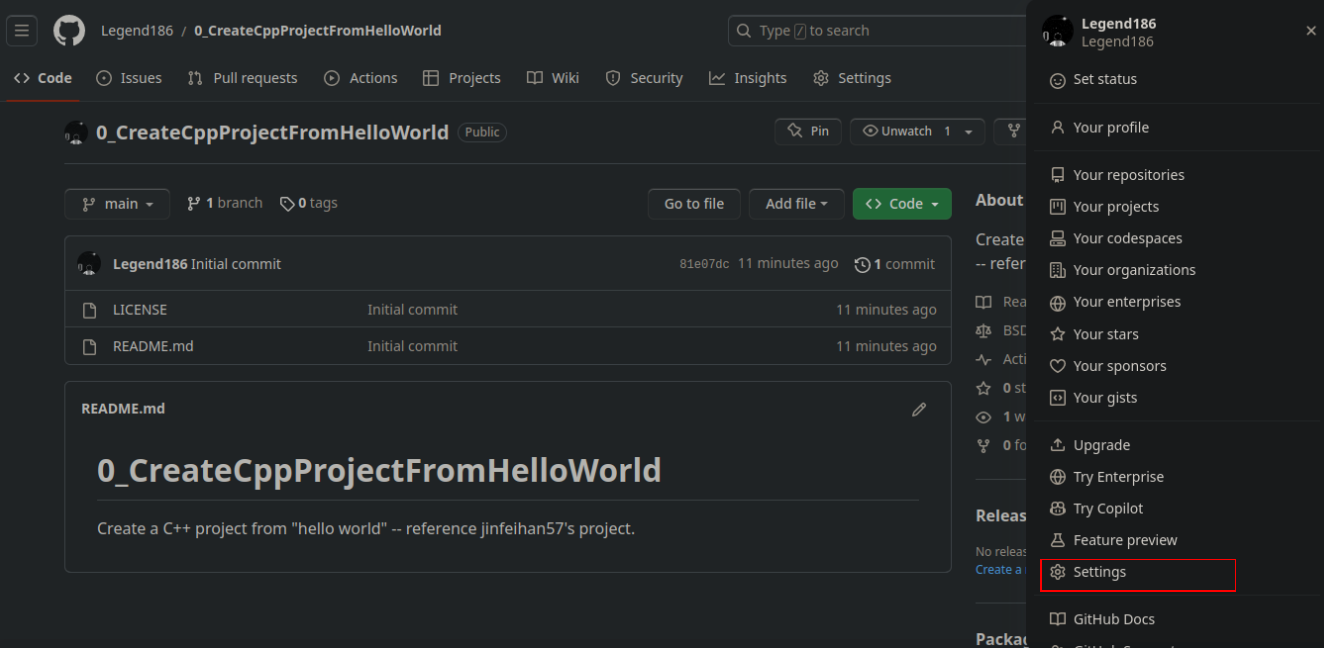 Legend186 / 0_CreateCppProjectFromHelloWorld
Type / to search
Code Issues Pull requests Actions Projects Wiki Security Insights Settings
0_CreateCppProjectFromHelloWorld Public
Pin Unwatch 1
main 1 branch 0 tags
Go to file Add file Code
Legend186 Initial commit 81e07dc 11 minutes ago 1 commit
LICENSE Initial commit 11 minutes ago
README.md Initial commit 11 minutes ago
README.md
0_CreateCppProjectFromHelloWorld
Create a C++ project from "hello world" -- reference jinfeihan57's project.
About
Create
-- refer
Rea
BSD
Acti
0 st
1 w
0 fo
Releas
No releas
Create a
Packag
Legend186
Legend186
Set status
Your profile
Your repositories
Your projects
Your codespaces
Your organizations
Your enterprises
Your stars
Your sponsors
Your gists
Upgrade
Try Enterprise
Try Copilot
Feature preview
Settings
GitHub Docs